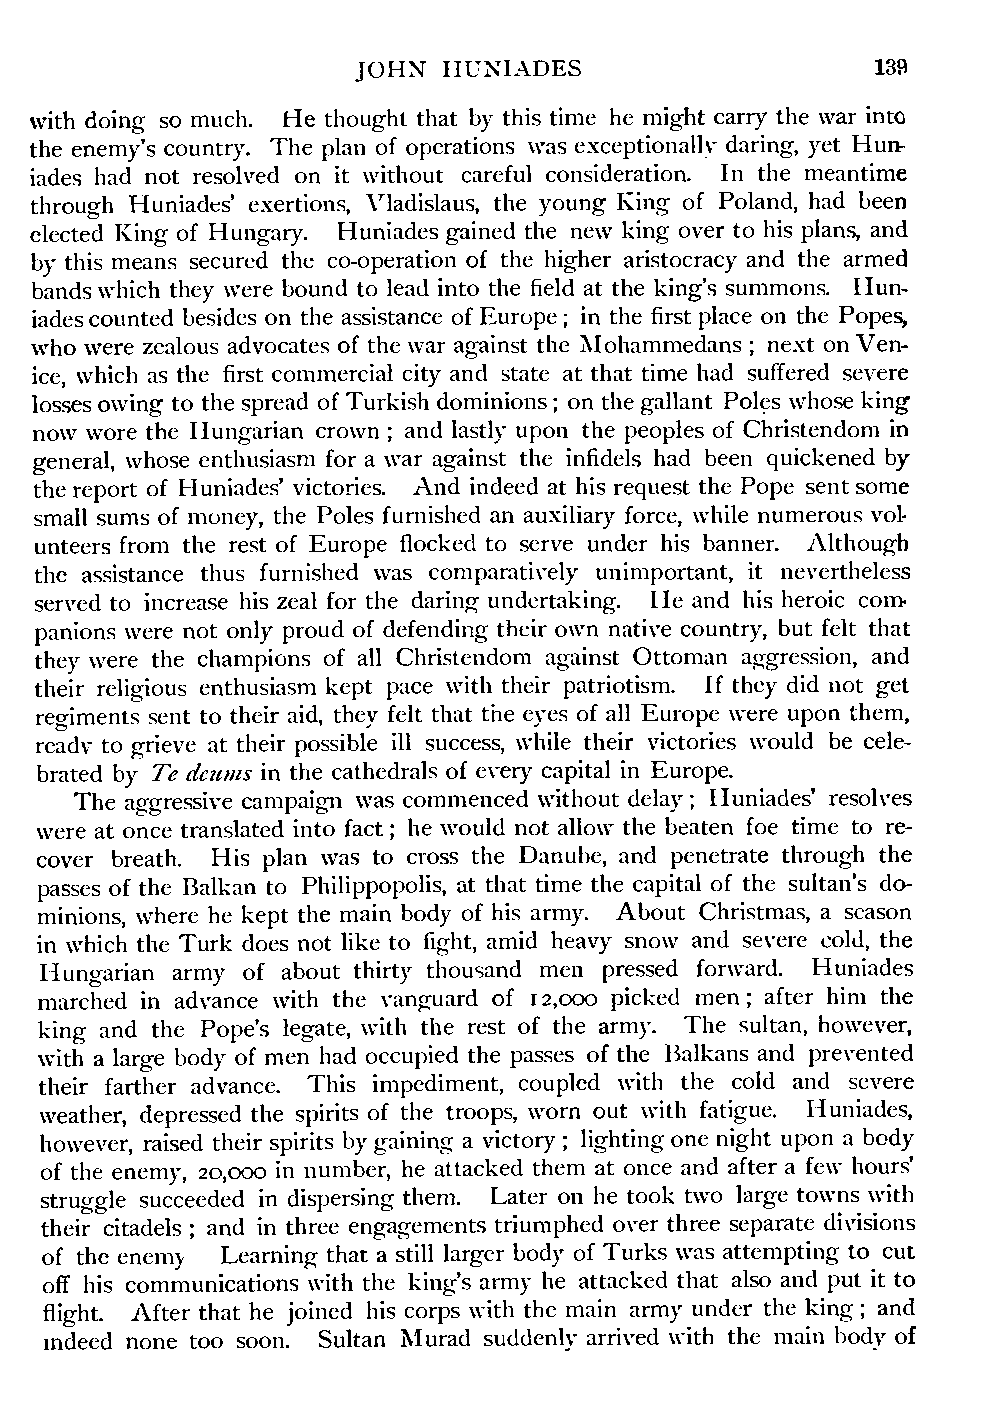 JOHN HUNIADES 139
with doing so much. He thought that by this time he might carry the war into
the enemy's country. The plan of operations was exceptionally daring, yet Hun-
iades had not resolved on it without careful consideration. In the meantime
through Huniades' exertions, Vladislaus, the young King of Poland, had been
elected King of Hungary. Huniades gained the new king over to his plans, and
by this means secured the co-operation of the higher aristocracy and the armed
bands which they were bound to lead into the field at the king's summons. Hun-
iades counted besides on the assistance of Europe; in the first place on the Popes,
who were zealous advocates of the war against the Mohammedans; next on Ven-
ice, which as the first commercial city and state at that time had suffered severe
losses owing to the spread of Turkish dominions; on the gallant Poles whose king
now wore the Hungarian crown; and lastly upon the peoples of Christendom in
general, whose enthusiasm for a war against the infidels had been quickened by
the report of Huniades' victories. And indeed at his request the Pope sent some
small sums of money, the Poles furnished an auxiliary force, while numerous vol-
unteers from the rest of Europe flocked to serve under his banner. Although
the assistance thus furnished was comparatively unimportant, it nevertheless
served to increase his zeal for the daring undertaking. He and his heroic com-
panions were not only proud of defending their own native country, but felt that
they were the champions of all Christendom against Ottoman aggression, and
their religious enthusiasm kept pace with their patriotism. If they did not get
regiments sent to their aid, they felt that the eyes of all Europe were upon them,
ready to grieve at their possible ill success, while their victories would be cele-
brated by Te deums in the cathedrals of every capital in Europe.
The aggressive campaign was commenced without delay; Huniades' resolves
were at once translated into fact; he would not allow the beaten foe time to re-
cover breath. His plan was to cross the Danube, and penetrate through the
passes of the Balkan to Philippopolis, at that time the capital of the sultan's do-
minions, where he kept the main body of his army. About Christmas, a season
in which the Turk does not like to fight, amid heavy snow and severe cold, the
Hungarian army of about thirty thousand men pressed forward. Huniades
marched in advance with the vanguard of 12,000 picked men; after him the
king and the Pope's legate, with the rest of the army. The sultan, however,
with a large body of men had occupied the passes of the Balkans and prevented
their farther advance. This impediment, coupled with the cold and severe
weather, depressed the spirits of the troops, worn out with fatigue. Huniades,
however, raised their spirits by gaining a victory; lighting one night upon a body
of the enemy, 20,000 in number, he attacked them at once and after a few hours'
struggle succeeded in dispersing them. Later on he took two large towns with
their citadels; and in three engagements triumphed over three separate divisions
of the enemy Learning that a still larger body of Turks was attempting to cut
off his communications with the king's army he attacked that also and put it to
flight. After that he joined his corps with the main army under the king; and
indeed none too soon. Sultan Murad suddenly arrived with the main body of